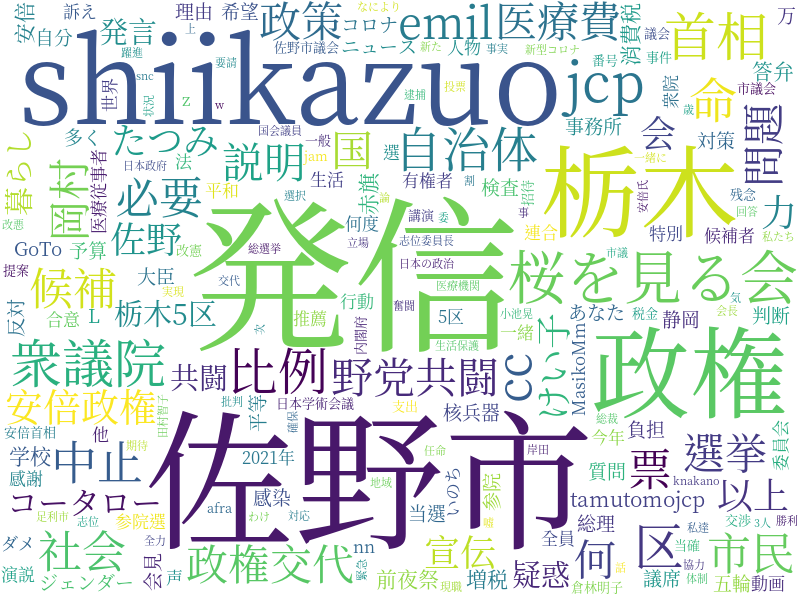 安倍
訴え
自分
躍進
上
発言
理由
希望
政策
コロナ
ニュース
なにより
新た
emil
人物
事実
医療費
新型コロナ
議会
番号
事件
消費税
首相
万
答弁
市議会
世界
snc
要請
状況
z
w
佐野市議会
shiikazuo
投票
逮捕
jcp
衆院
命
歳
多く
国会議員
一般
jam
事務所
会
対策
一緒に
問題
暮らし
改悪
岡村
医療従事者
たつみ
日本政府
法
説明
国
選
選択
自治体
生活
赤旗
有権者
論
割
検査
招待
事
栃木
安倍氏
残念
回答
力
私たち
必要
平和
改憲
佐野
GoTo
予算
総選挙
何度
立場
講演
委
志位委員長
日本の政治
連合
特別
候補者
市議
提案
候補
大臣
実現
交代
発信
医療機関
小池晃
桜を見る会
気
会長
反対
合意
L
栃木5区
推薦
次
内閣府
行動
奮闘
5区
生活保護
一緒
あなた
静岡
税金
判断
衆議院
共闘
比例
野党共闘
cc
けい子
MasikoMm
政権
安倍政権
田村智子
批判
平等
日本学術会議
確保
支出
核兵器
総裁
今年
負担
委員会
安倍首相
他
期待
学校
感謝
中止
2021年
佐野市
任命
岸田
参院
いのち
質問
票
選挙
コータロー
足利市
志位
参院選
afra
わけ
感染
対応
地域
当選
嘘
tamutomojcp
knakano
以上
交渉
3人
勝利
ダメ
演説
社会
ジェンダー
全力
会見
声
政権交代
nn
緊急
前夜祭
現職
増税
宣伝
全員
疑惑
総理
話
何
倉林明子
区
私達
当確
協力
議席
体制
市民
五輪
動画